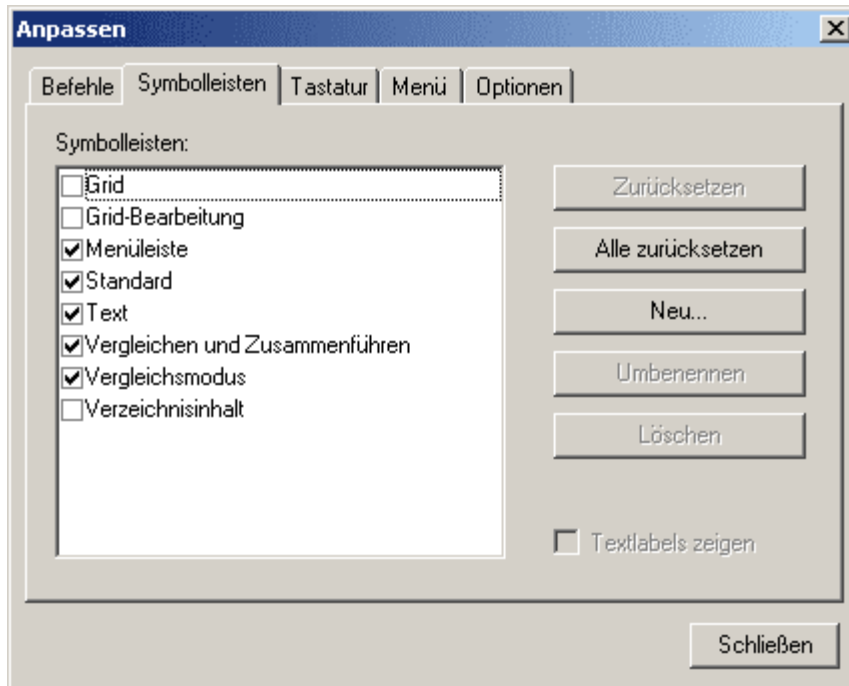 Anpassen
Befehle Symbolleisten Tastatur Menü Optionen
Symbolleisten:
Grid
Grid-Bearbeitung
Menüleiste
Standard
Text
Vergleichen und Zusammenführen
Vergleichsmodus
Verzeichnisinhalt
Zurücksetzen
Alle zurücksetzen
Neu...
Umbenennen
Löschen
Textlabels zeigen
Schließen